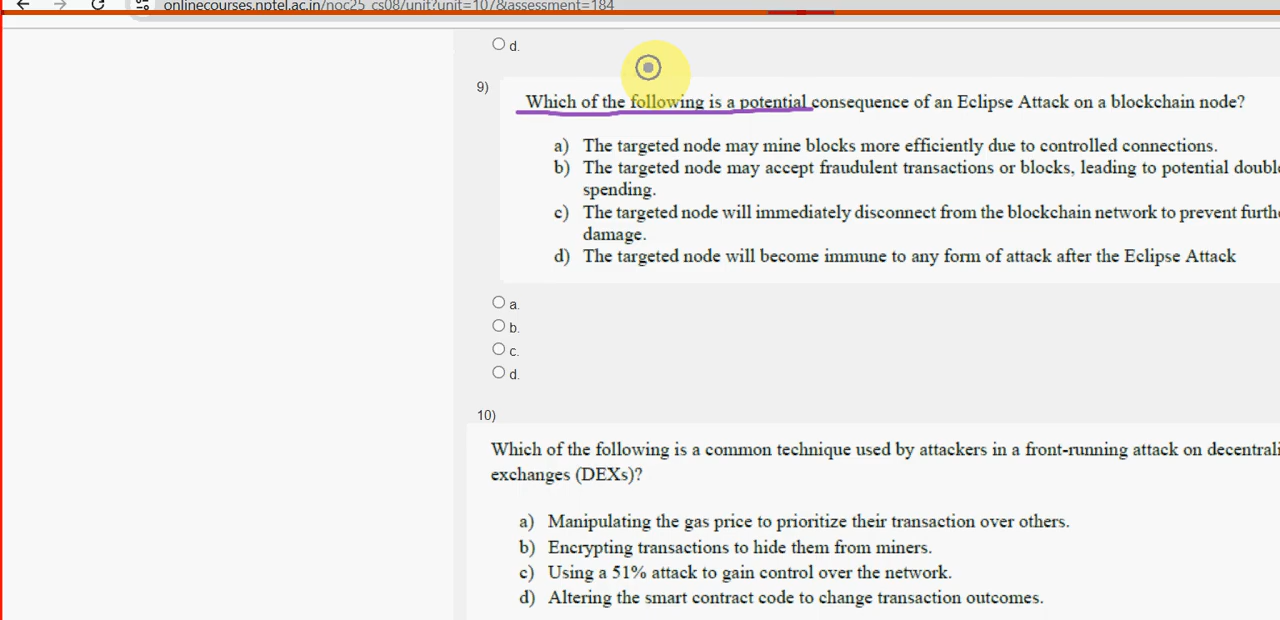 onlinecourses.nptel.ac.in/noc25_cs08/unit?unit=107&assessment=184
d.
9)
Which of the following is a potential consequence of an Eclipse Attack on a blockchain node?
a) The targeted node may mine blocks more efficiently due to controlled connections.
b) The targeted node may accept fraudulent transactions or blocks, leading to potential double
spending.
c) The targeted node will immediately disconnect from the blockchain network to prevent furthe
damage.
d) The targeted node will become immune to any form of attack after the Eclipse Attack
a.
b.
c.
d.
10)
Which of the following is a common technique used by attackers in a front-running attack on decentrali
exchanges (DEXs)?
a) Manipulating the gas price to prioritize their transaction over others.
b) Encrypting transactions to hide them from miners.
c) Using a 51% attack to gain control over the network.
d) Altering the smart contract code to change transaction outcomes.